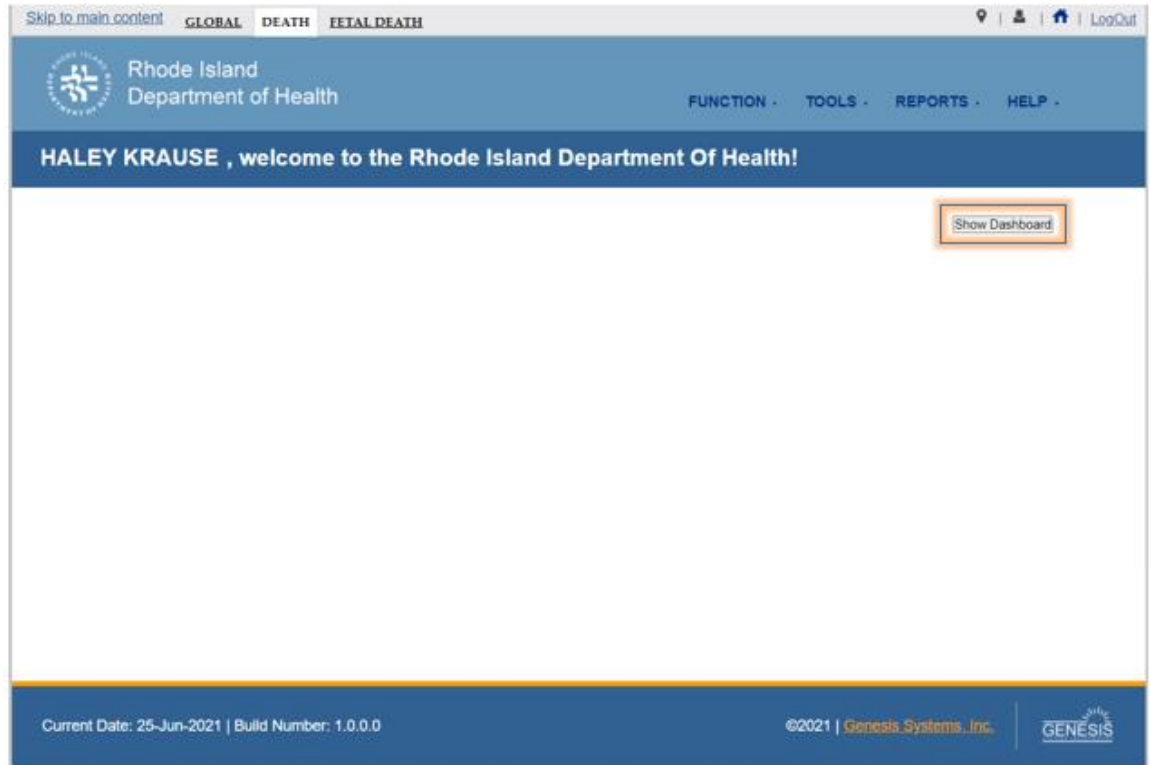 Skip to main content GLOBAL DEATH FETAL DEATH | | | LogOut
Rhode Island
Department of Health
FUNCTION TOOLS REPORTS HELP
HALEY KRAUSE , welcome to the Rhode Island Department Of Health!
Show Dashboard
Current Date: 25-Jun-2021 | Build Number: 1.0.0.0 ©2021 | Genesis Systems, Inc. GENESIS